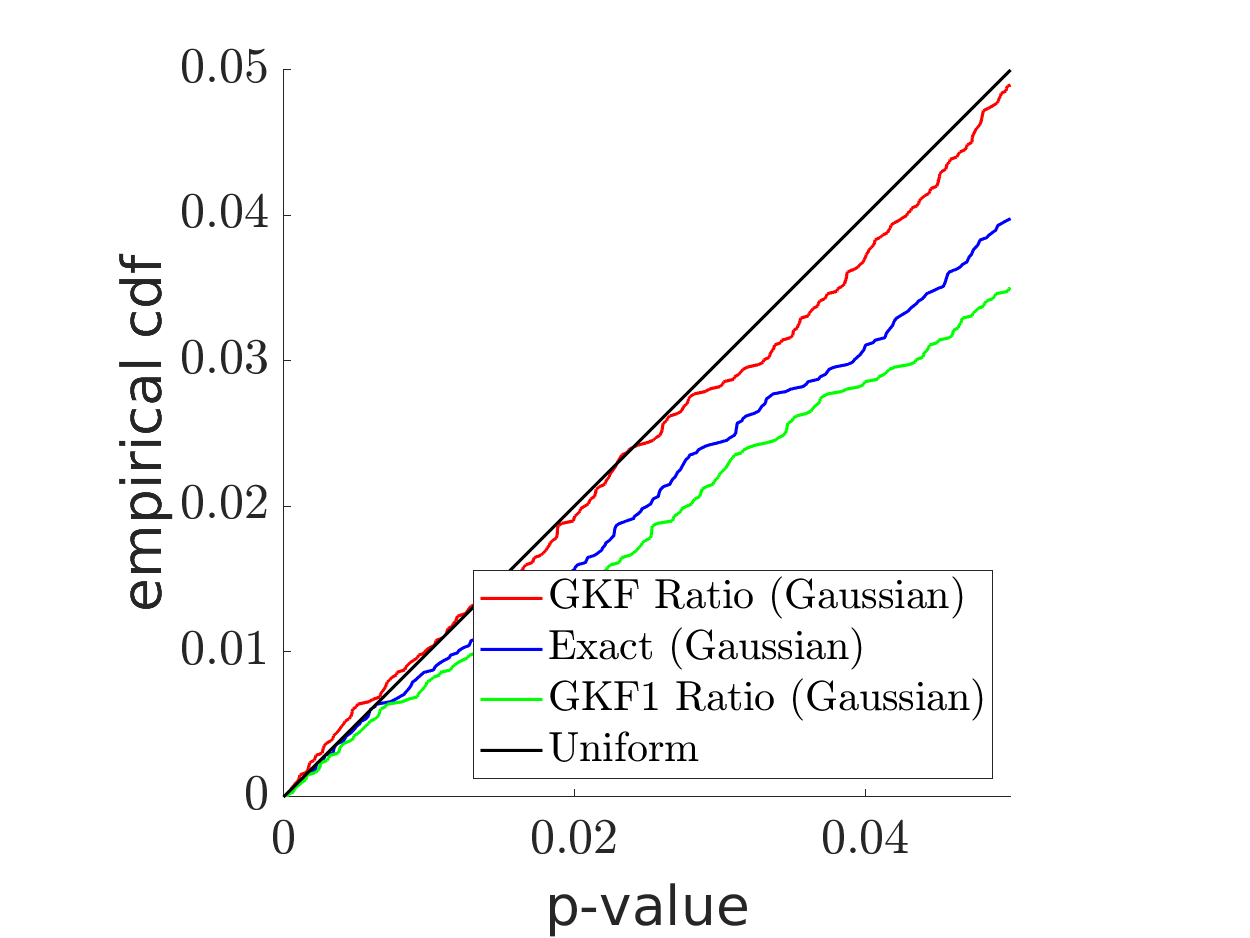 0.05
0.04
0.03
0.02
0.01
0
empirical cdf
GKF Ratio (Gaussian)
Exact (Gaussian)
GKF1 Ratio (Gaussian)
Uniform
0
0.02
0.04
p-value